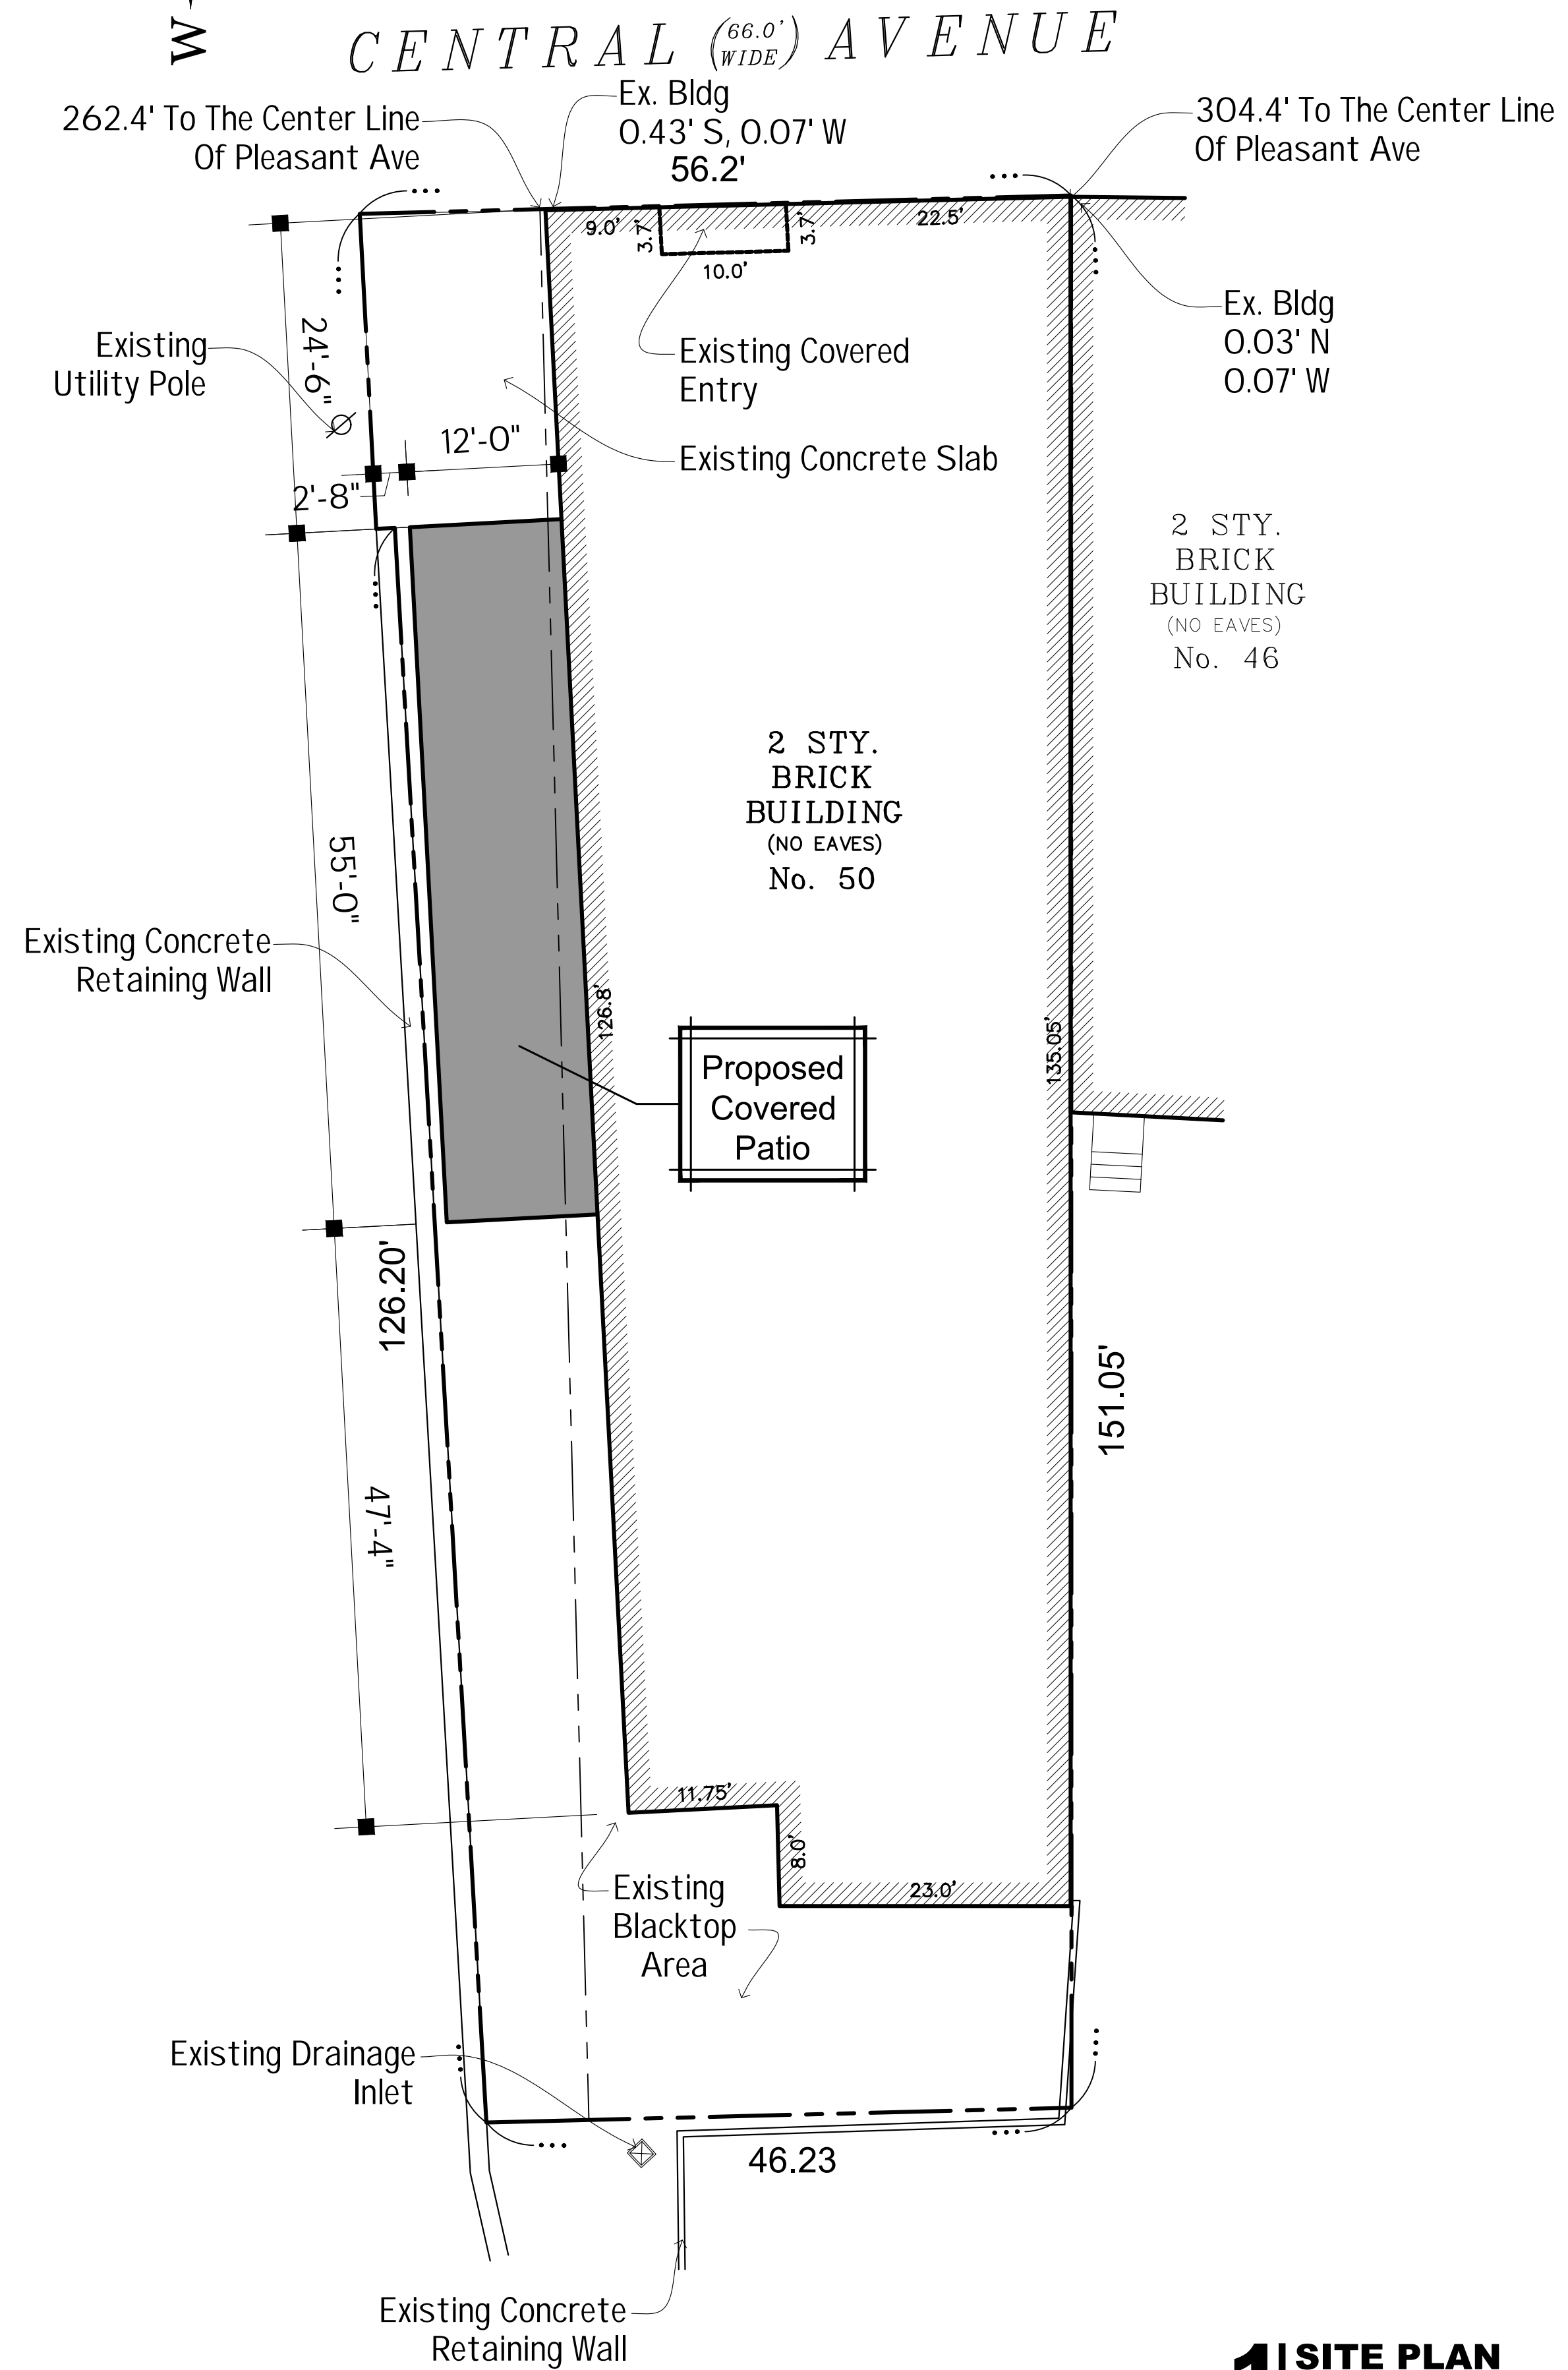 W
CENTRAL (66.0' WIDE) AVENUE
262.4' To The Center Line
Of Pleasant Ave
Ex. Bldg
0.43' S, 0.07' W
56.2'
304.4' To The Center Line
Of Pleasant Ave
9.0'
3.7'
3.7'
22.5'
10.0'
Ex. Bldg
0.03' N
0.07' W
Existing
Utility Pole
24'-6"
Existing Covered
Entry
12'-0"
Existing Concrete Slab
2'-8"
2 STY.
BRICK
BUILDING
(NO EAVES)
No. 46
2 STY.
BRICK
BUILDING
(NO EAVES)
No. 50
55'-0"
Existing Concrete
Retaining Wall
126.8'
135.05'
Proposed
Covered
Patio
126.20'
151.05'
47'-4"
11.75'
8.0'
23.0'
Existing
Blacktop
Area
Existing Drainage
Inlet
46.23
Existing Concrete
Retaining Wall
1 SITE PLAN